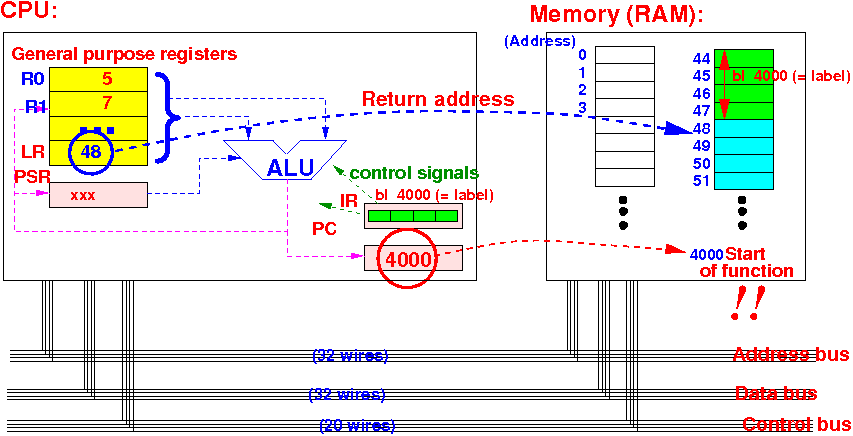 CPU:
Memory (RAM):
General purpose registers
(Address)
R0 5
R1 7
...
LR 48
PSR
xxx
Return address
ALU
control signals
bl 4000 (= label)
IR
PC
4000
0
1
2
3
44
45
46
47
48
49
50
51
bl 4000 (= label)
4000 Start
of function
!!
(32 wires)
Address bus
(32 wires)
Data bus
(20 wires)
Control bus